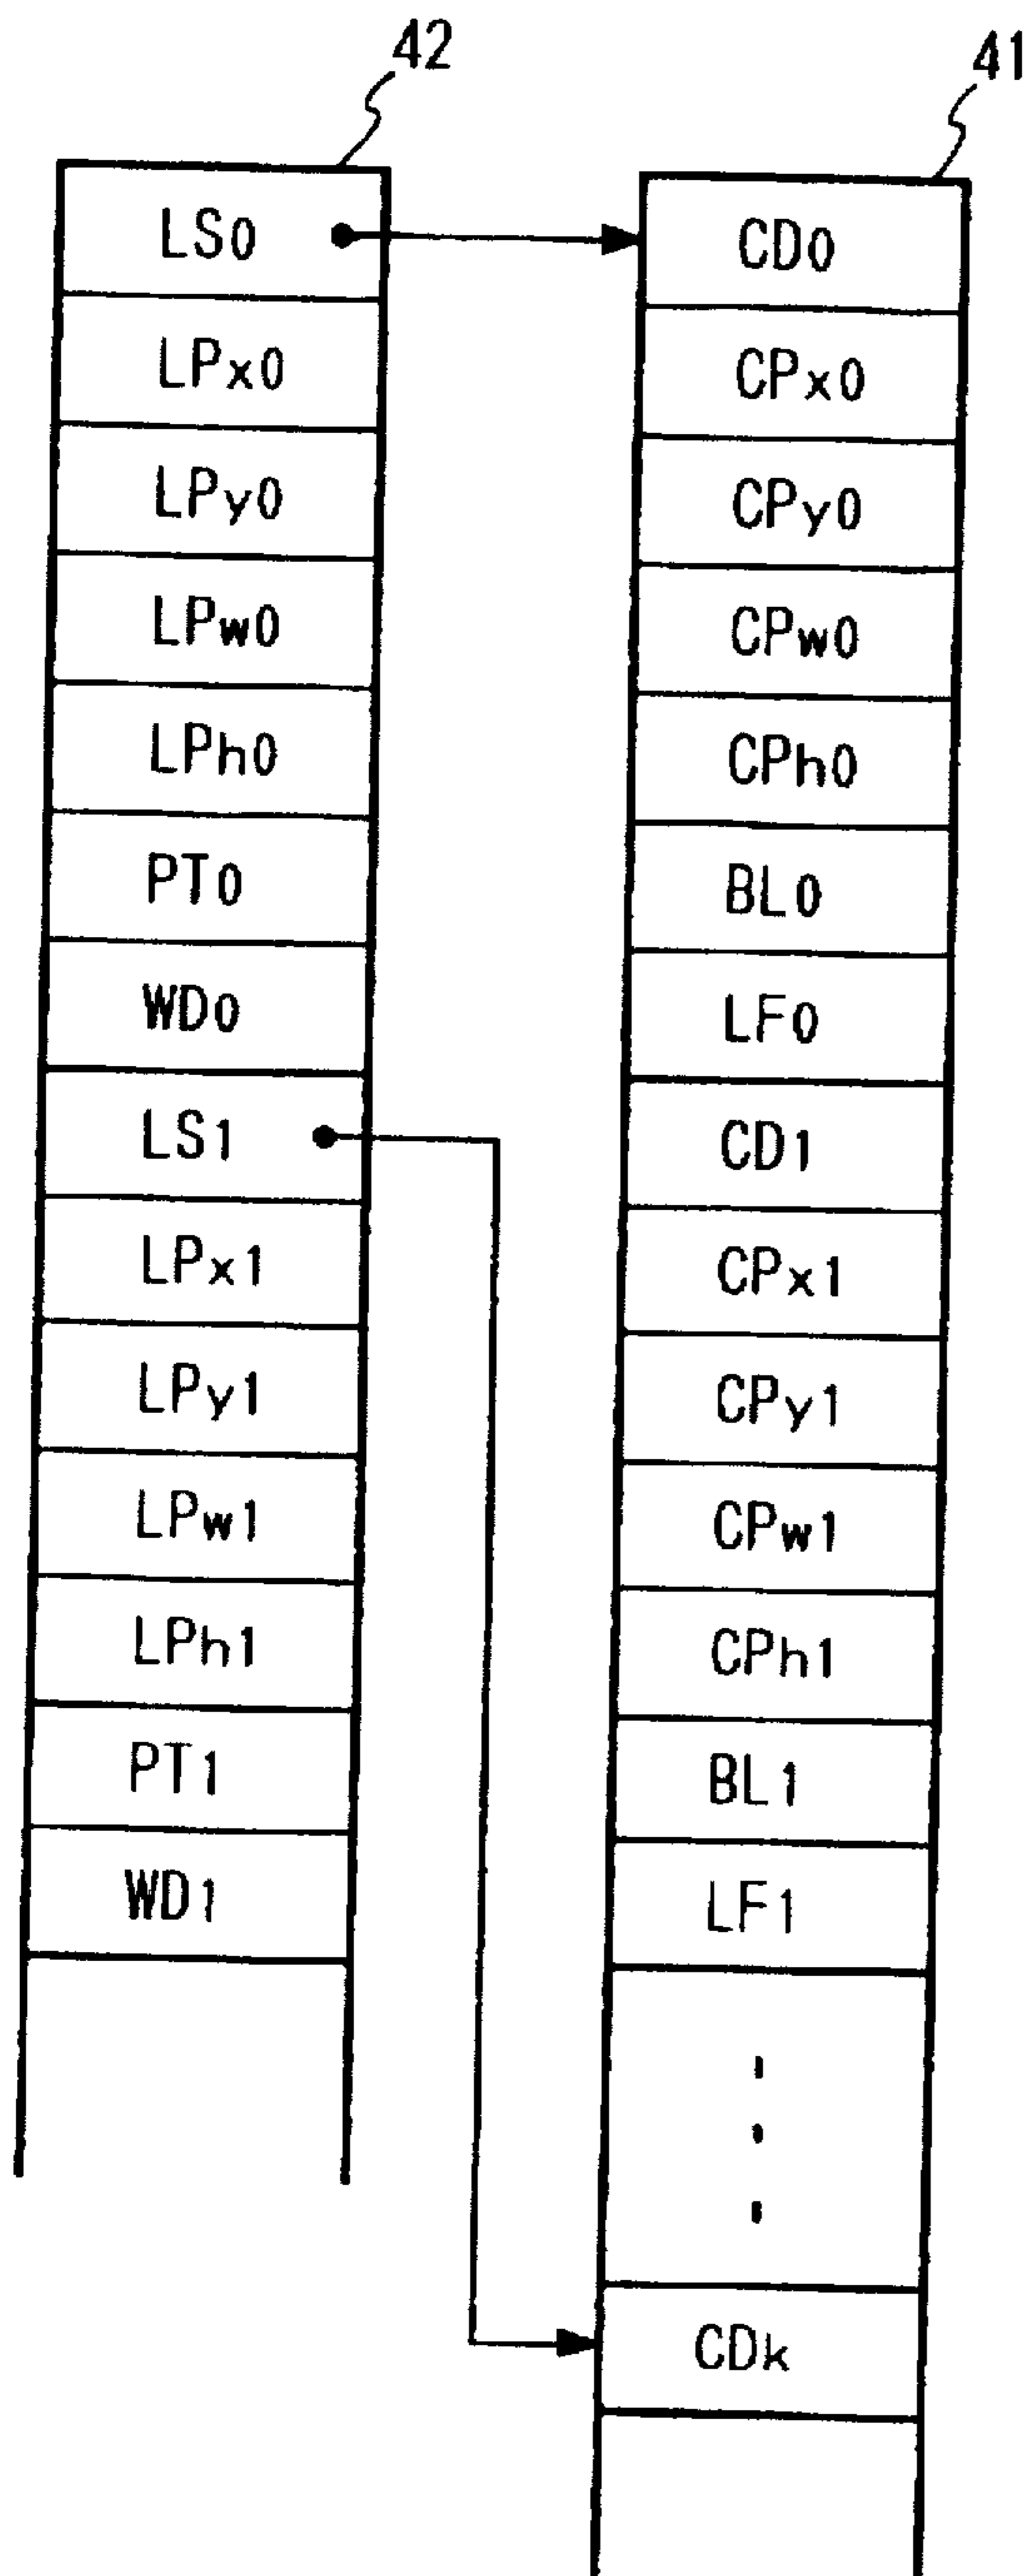 42
LS0
LPx0
LPy0
LPw0
LPh0
PT0
WD0
LS1
LPx1
LPy1
LPw1
LPh1
PT1
WD1
41
CD0
CPx0
CPy0
CPw0
CPh0
BL0
LF0
CD1
CPx1
CPy1
CPw1
CPh1
BL1
LF1
CDk